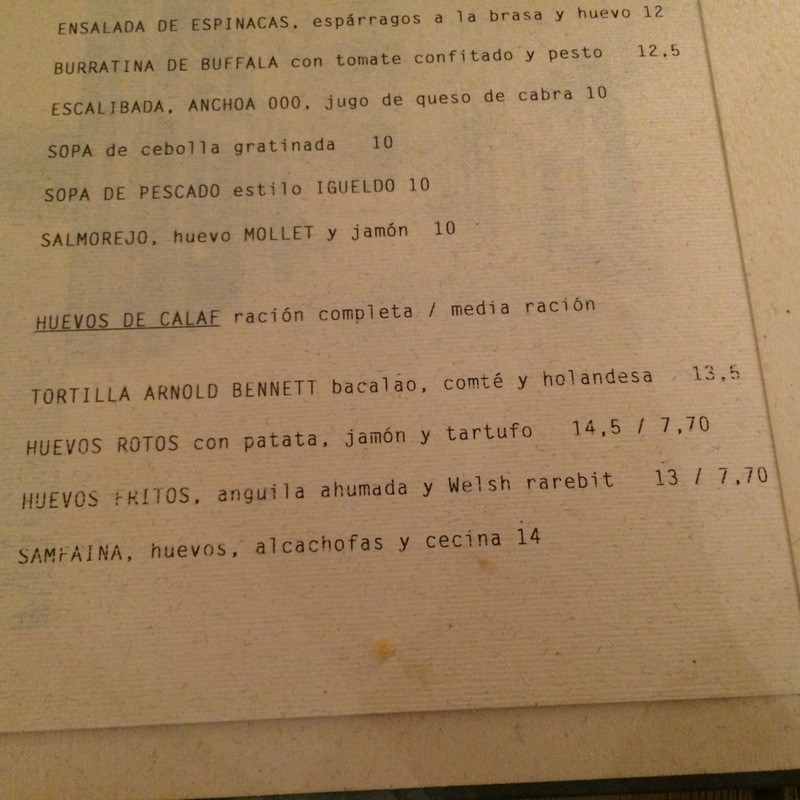 ENSALADA DE ESPINACAS, espárragos a la brasa y huevo 12
BURRATINA DE BUFFALA con tomate confitado y pesto 12,5
ESCALIBADA, ANCHOA 000, jugo de queso de cabra 10
SOPA de cebolla gratinada 10
SOPA DE PESCADO estilo IGUELDO 10
SALMOREJO, huevo MOLLET y jamón 10
HUEVOS DE CALAF ración completa / media ración
TORTILLA ARNOLD BENNETT bacalao, comté y holandesa 13,5
HUEVOS ROTOS con patata, jamón y tartufo 14,5 / 7,70
HUEVOS FRITOS, anguila ahumada y Welsh rarebit 13 / 7,70
SAMFAINA, huevos, alcachofas y cecina 14